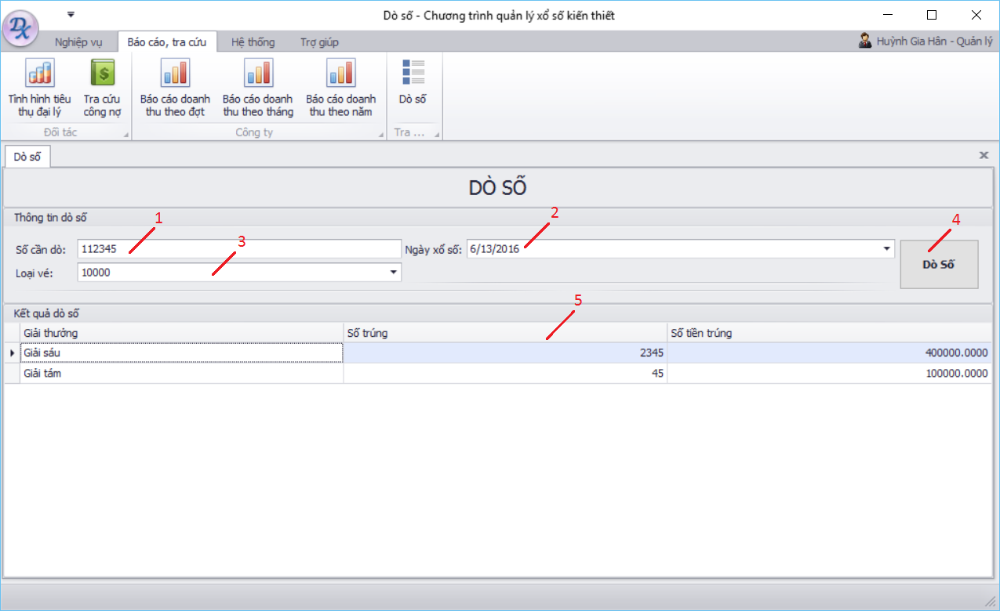 Dò số - Chương trình quản lý xổ số kiến thiết
DX
Nghiệp vụ
Báo cáo, tra cứu
Hệ thống
Trợ giúp
Huỳnh Gia Hân - Quản lý
Tình hình tiêu
thụ đại lý
Tra cứu
công nợ
Báo cáo doanh
thu theo đợt
Báo cáo doanh
thu theo tháng
Báo cáo doanh
thu theo năm
Dò số
Đối tác
Công ty
Tra ...
Dò số
DÒ SỐ
Thông tin dò số
1
2
3
4
Số cần dò: 112345
Ngày xổ số: 6/13/2016
Loại vé: 10000
Dò Số
5
Kết quả dò số
Giải thưởng Số trúng Số tiền trúng
Giải sáu 2345 400000.0000
Giải tám 45 100000.0000